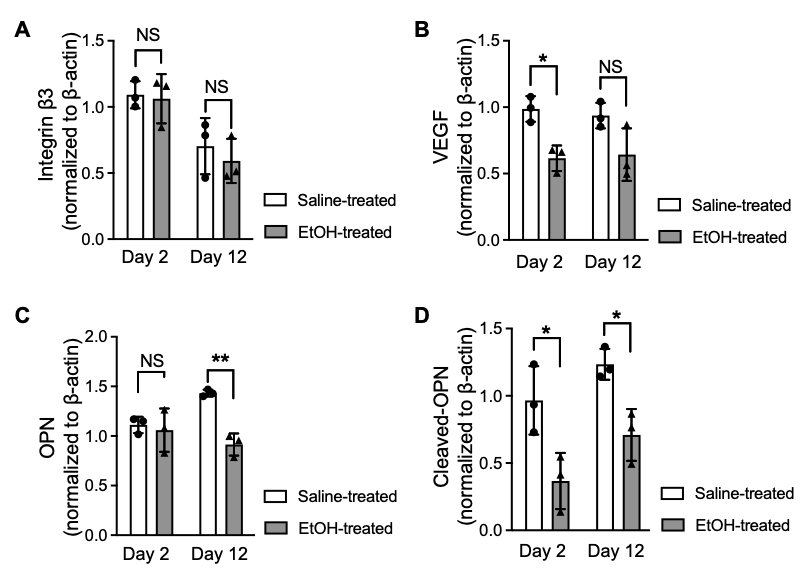 A
Integrin β3
(normalized to β-actin)
1.5
1.0
0.5
0.0
NS
NS
Day 2
Day 12
Saline-treated
EtOH-treated
B
VEGF
(normalized to β-actin)
1.5
1.0
0.5
0.0
*
NS
Day 2
Day 12
Saline-treated
EtOH-treated
C
OPN
(normalized to β-actin)
2.0
1.5
1.0
0.5
0.0
NS
**
Day 2
Day 12
Saline-treated
EtOH-treated
D
Cleaved-OPN
(normalized to β-actin)
1.5
1.0
0.5
0.0
*
*
Day 2
Day 12
Saline-treated
EtOH-treated